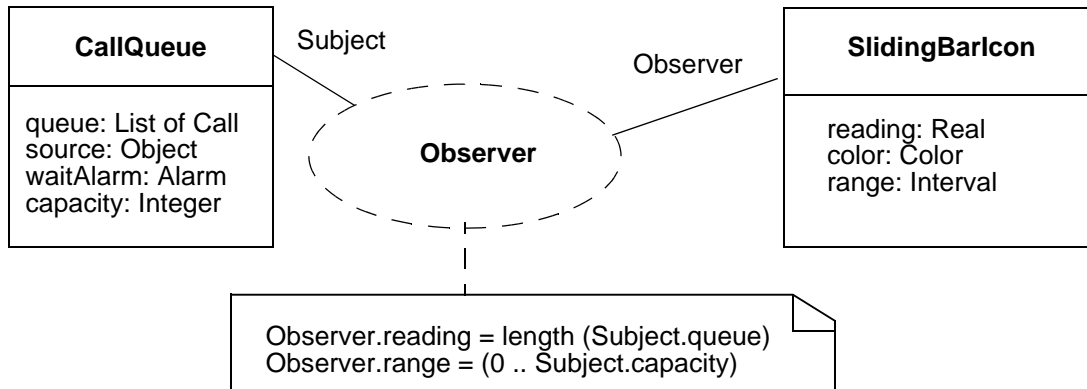 CallQueue
queue: List of Call
source: Object
waitAlarm: Alarm
capacity: Integer
Subject
Observer
Observer
SlidingBarIcon
reading: Real
color: Color
range: Interval
Observer.reading = length (Subject.queue)
Observer.range = (0 .. Subject.capacity)